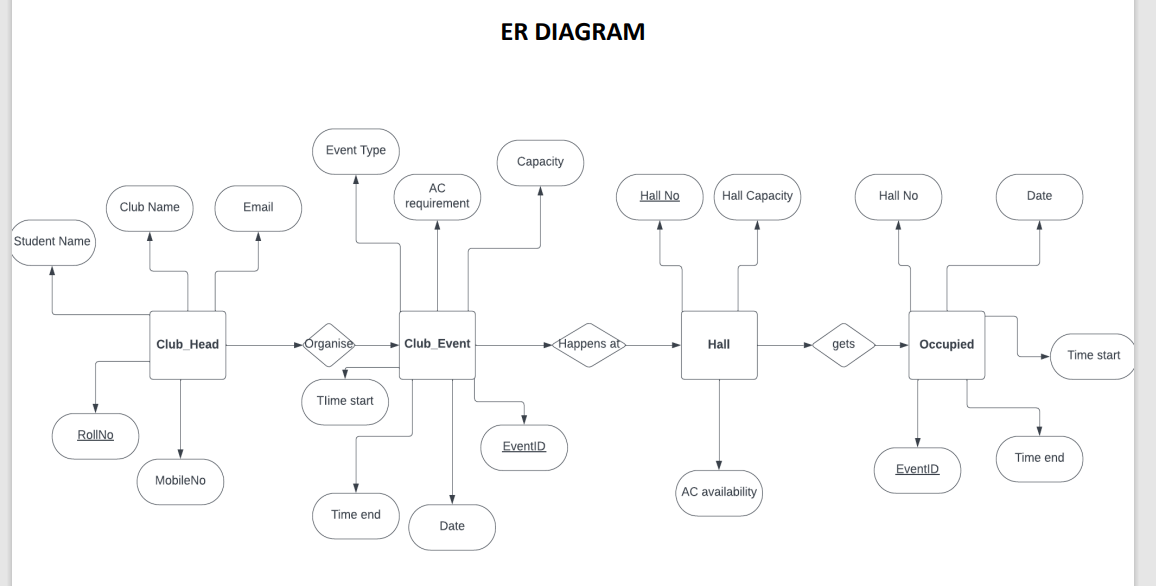 ER DIAGRAM
Event Type
Capacity
AC
requirement
Hall No
Hall Capacity
Hall No
Date
Club Name
Email
Student Name
Club_Head
Organise
Club_Event
Happens at
Hall
gets
Occupied
Time start
TIime start
RollNo
EventID
MobileNo
Time end
Date
AC availability
EventID
Time end